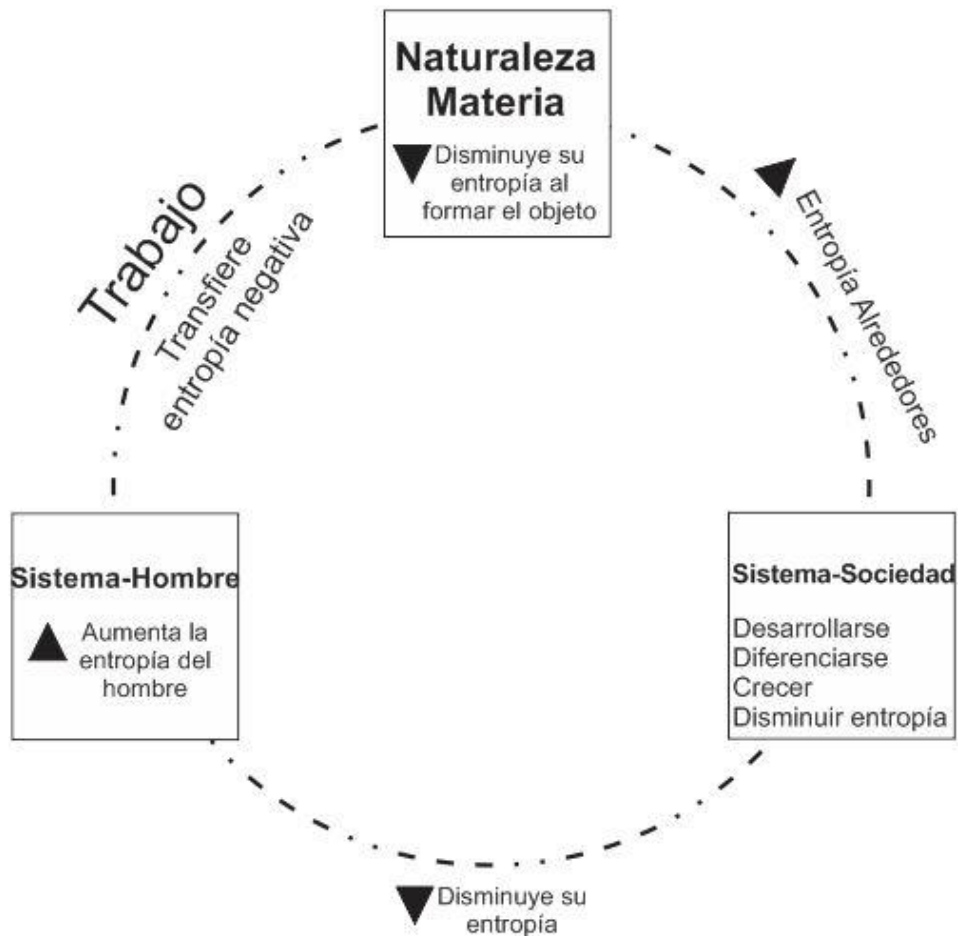 Naturaleza
Materia
Disminuye su
entropía al
formar el objeto
Trabajo
Transfiere
entropía negativa
Entropía Alrededores
Sistema-Hombre
Aumenta la
entropía del
hombre
Sistema-Sociedad
Desarrollarse
Diferenciarse
Crecer
Disminuir entropía
Disminuye su
entropía